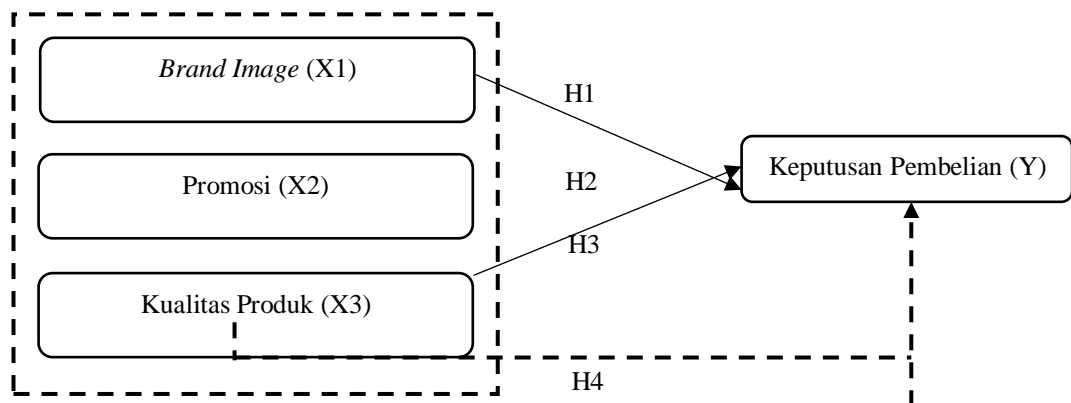 Brand Image (X1)
H1
Keputusan Pembelian (Y)
Promosi (X2)
H2
H3
Kualitas Produk (X3)
H4